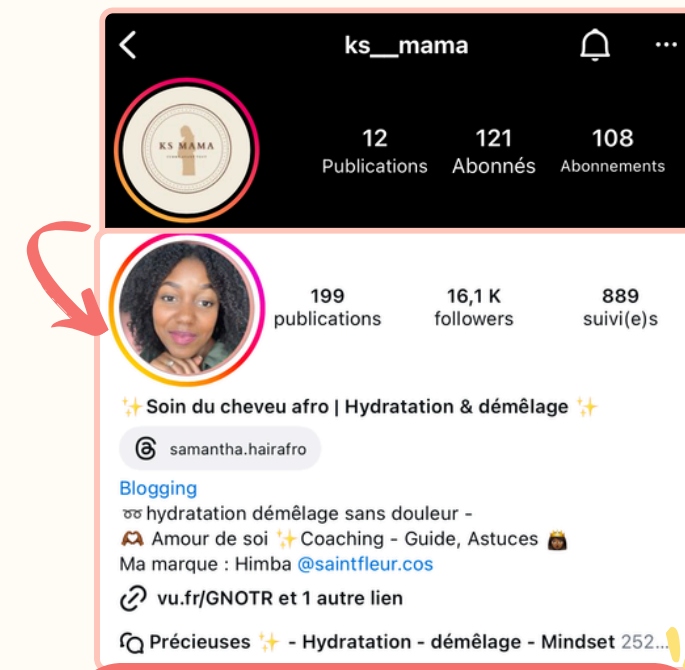 ks__mama
KS MAMA
12 121 108
Publications Abonnés Abonnements
199 16,1 K 889
publications followers suivi(e)s
✨ Soin du cheveu afro | Hydratation & démêlage ✨
samantha.hairafro
Blogging
➿ hydratation démêlage sans douleur -
🫶🏾 Amour de soi ✨ Coaching - Guide, Astuces 👸🏿
Ma marque : Himba @saintfleur.cos
vu.fr/GNOTR et 1 autre lien
Précieuses ✨ - Hydratation - démêlage - Mindset 252...